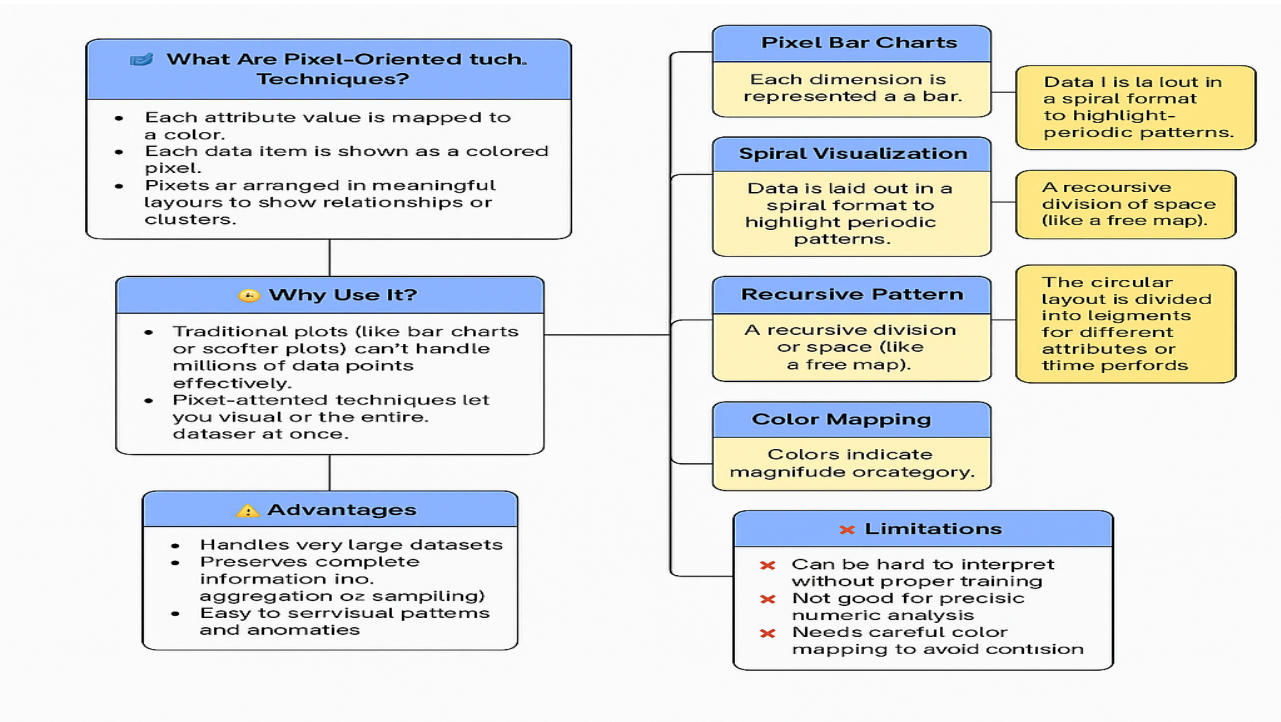 What Are Pixel-Oriented tuch.
Techniques?
Each attribute value is mapped to
a color.
Each data item is shown as a colored
pixel.
Pixets ar arranged in meaningful
layours to show relationships or
clusters.
Why Use It?
Traditional plots (like bar charts
or scofter plots) can't handle
millions of data points
effectively.
Pixet-attented techniques let
you visual or the entire.
dataser at once.
Advantages
Handles very large datasets
Preserves complete
information ino.
aggregation oz sampiling)
Easy to serrvisual pattems
and anomaties
Pixel Bar Charts
Each dimension is
represented a a bar.
Data I is la lout in
a spiral format
to highlight-
periodic patterns.
Spiral Visualization
Data is laid out in a
spiral format to
highlight periodic
patterns.
A recoursive
division of space
(like a free map).
Recursive Pattern
A recursive division
or space (like
a free map).
The circular
layout is divided
into leigments
for different
attributes or
thime perfords
Color Mapping
Colors indicate
magnifude orcategory.
Limitations
Can be hard to interpret
without proper training
Not good for precisic
numeric analysis
Needs careful color
mapping to avoid contısion